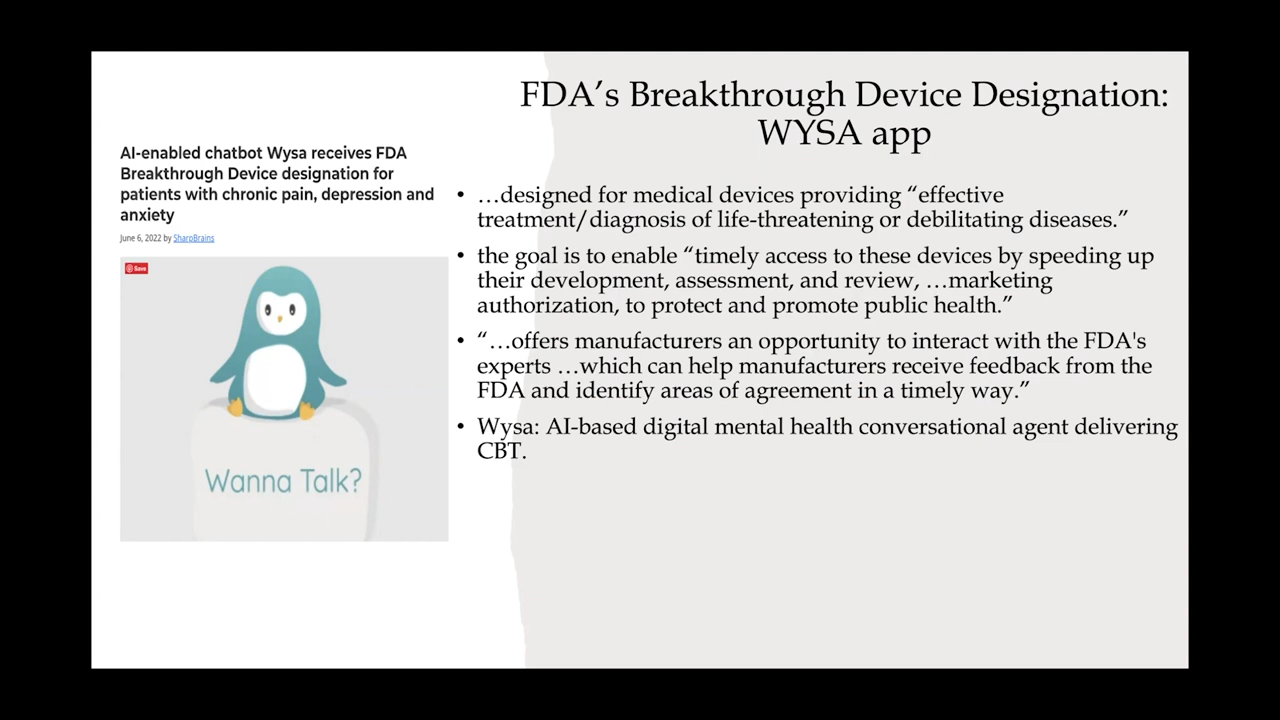 FDA’s Breakthrough Device Designation:
WYSA app
AI-enabled chatbot Wysa receives FDA
Breakthrough Device designation for
patients with chronic pain, depression and
anxiety
June 6, 2022 by SharpBrains
Save
Wanna Talk?
• …designed for medical devices providing “effective
treatment/diagnosis of life-threatening or debilitating diseases.”
• the goal is to enable “timely access to these devices by speeding up
their development, assessment, and review, …marketing
authorization, to protect and promote public health.”
• “…offers manufacturers an opportunity to interact with the FDA's
experts …which can help manufacturers receive feedback from the
FDA and identify areas of agreement in a timely way.”
• Wysa: AI-based digital mental health conversational agent delivering
CBT.